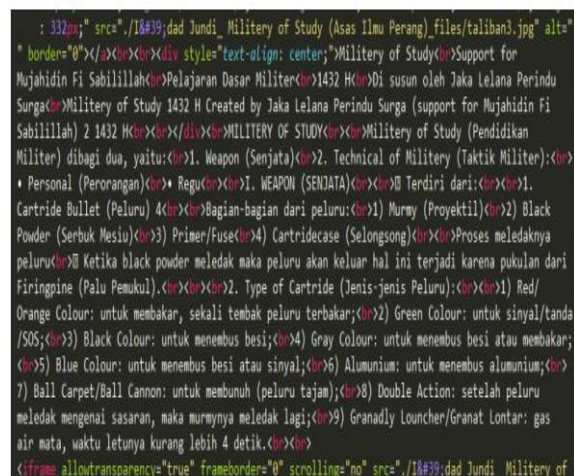 : 332px;" src="./I&#39;dad Jundi_ Militery of Study (Asas Ilmu Perang)_files/taliban3.jpg" alt="
" border="0"></a><br><br><div style="text-align: center;">Militery of Study<br>Support for
Mujahidin Fi Sabilillah<br>Pelajaran Dasar Militer<br>1432 H<br>Di susun oleh Jaka Lelana Perindu
Surga<br>Militery of Study 1432 H Created by Jaka Lelana Perindu Surga (support for Mujahidin Fi
Sabilillah) 2 1432 H<br><br></div><br>MILITERY OF STUDY<br><br>Militery of Study (Pendidikan
Militer) dibagi dua, yaitu:<br>1. Weapon (Senjata)<br>2. Technical of Militery (Taktik Militer):<br>
• Personal (Perorangan)<br>• Regu<br><br>I. WEAPON (SENJATA)<br><br> Terdiri dari:<br><br>1.
Cartride Bullet (Peluru) 4<br><br>Bagian-bagian dari peluru:<br>1) Murmy (Proyektil)<br>2) Black
Powder (Serbuk Mesiu)<br>3) Primer/Fuse<br>4) Cartridecase (Selongsong)<br><br>Proses meledaknya
peluru<br> Ketika black powder meledak maka peluru akan keluar hal ini terjadi karena pukulan dari
Firingpine (Palu Pemukul).<br><br><br>2. Type of Cartride (Jenis-jenis Peluru):<br><br>1) Red/
Orange Colour: untuk membakar, sekali tembak peluru terbakar;<br>2) Green Colour: untuk sinyal/tanda
/SOS;<br>3) Black Colour: untuk menembus besi;<br>4) Gray Colour: untuk menembus besi atau membakar;
<br>5) Blue Colour: untuk menembus besi atau sinyal;<br>6) Alumunium: untuk menembus alumunium;<br>
7) Ball Carpet/Ball Cannon: untuk membunuh (peluru tajam);<br>8) Double Action: setelah peluru
meledak mengenai sasaran, maka murmynya meledak lagi;<br>9) Granadly Louncher/Granat Lontar: gas
air mata, waktu letunya kurang lebih 4 detik.<br><br>
<iframe allowtransparency="true" frameborder="0" scrolling="no" src="./I&#39;dad Jundi_ Militery of